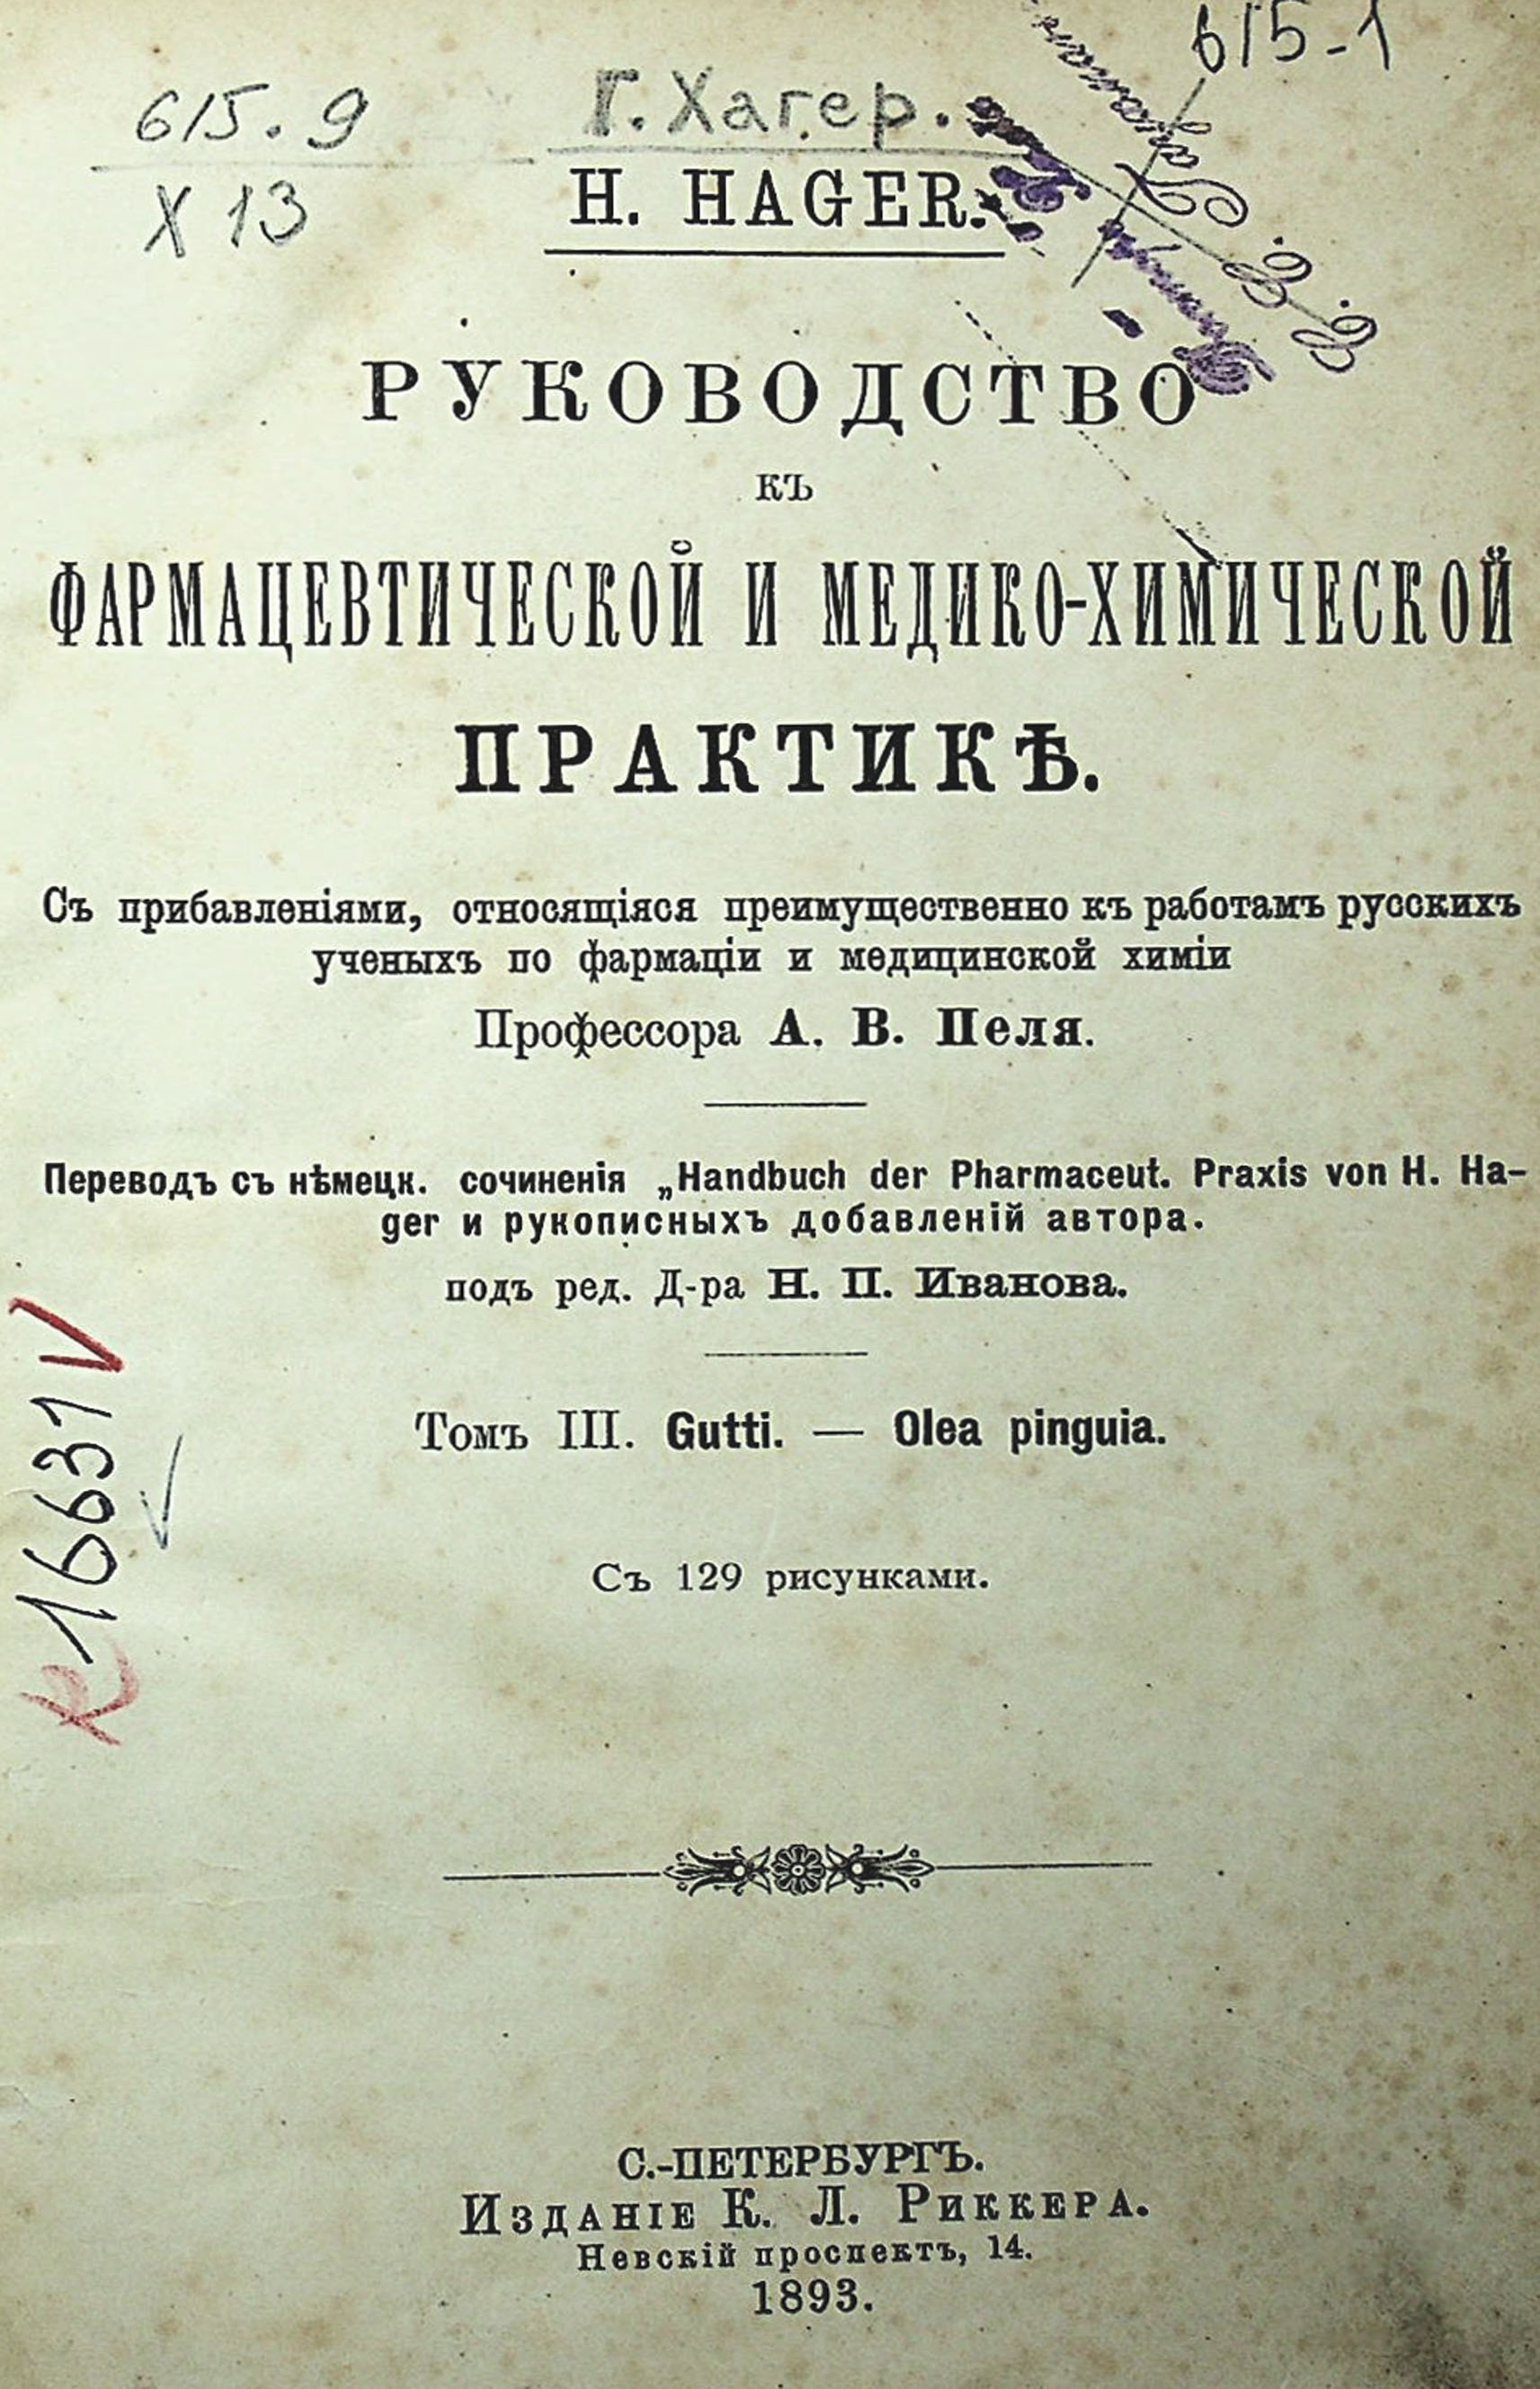 615-1
615.9
Х 13
Г. Хагер.
H. HAGER.
РУКОВОДСТВО
къ
ФАРМАЦЕВТИЧЕСКОЙ И МЕДИКО-ХИМИЧЕСКОЙ
ПРАКТИКѢ.
Съ прибавленіями, относящіяся преимущественно къ работамъ русскихъ
ученыхъ по фармаціи и медицинской химіи
Профессора А. В. Пеля.
Переводъ съ нѣмецк. сочиненія „Handbuch der Pharmaceut. Praxis von H. Ha-
ger и рукописныхъ добавленій автора.
подъ ред. Д-ра Н. П. Иванова.
Томъ III. Gutti. — Olea pinguia.
Съ 129 рисунками.
к16631
С.-ПЕТЕРБУРГЪ.
Изданіе К. Л. Риккера.
Невскій проспектъ, 14.
1893.